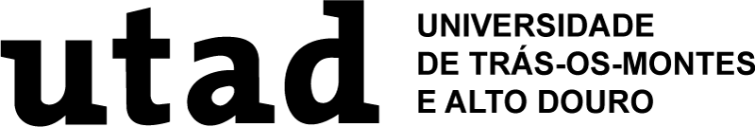 utad
UNIVERSIDADE
DE TRÁS-OS-MONTES
E ALTO DOURO